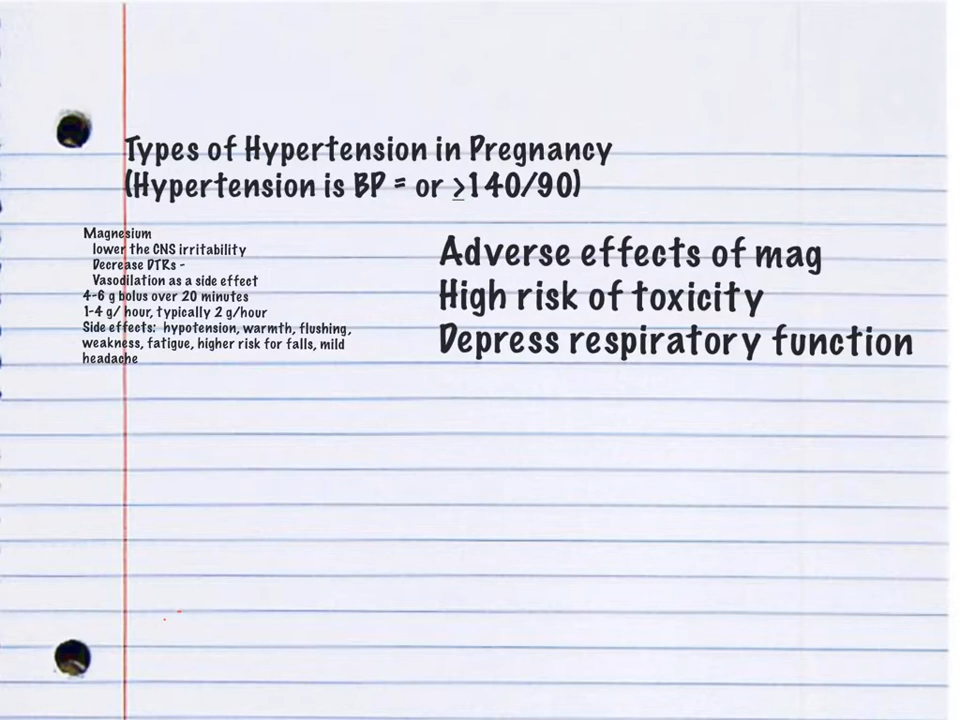 Types of Hypertension in Pregnancy
(Hypertension is BP = or ≥140/90)
Magnesium
lower the CNS irritability
Decrease DTRs -
Vasodilation as a side effect
4-6 g bolus over 20 minutes
1-4 g/ hour, typically 2 g/hour
Side effects: hypotension, warmth, flushing,
weakness, fatigue, higher risk for falls, mild
headache
Adverse effects of mag
High risk of toxicity
Depress respiratory function